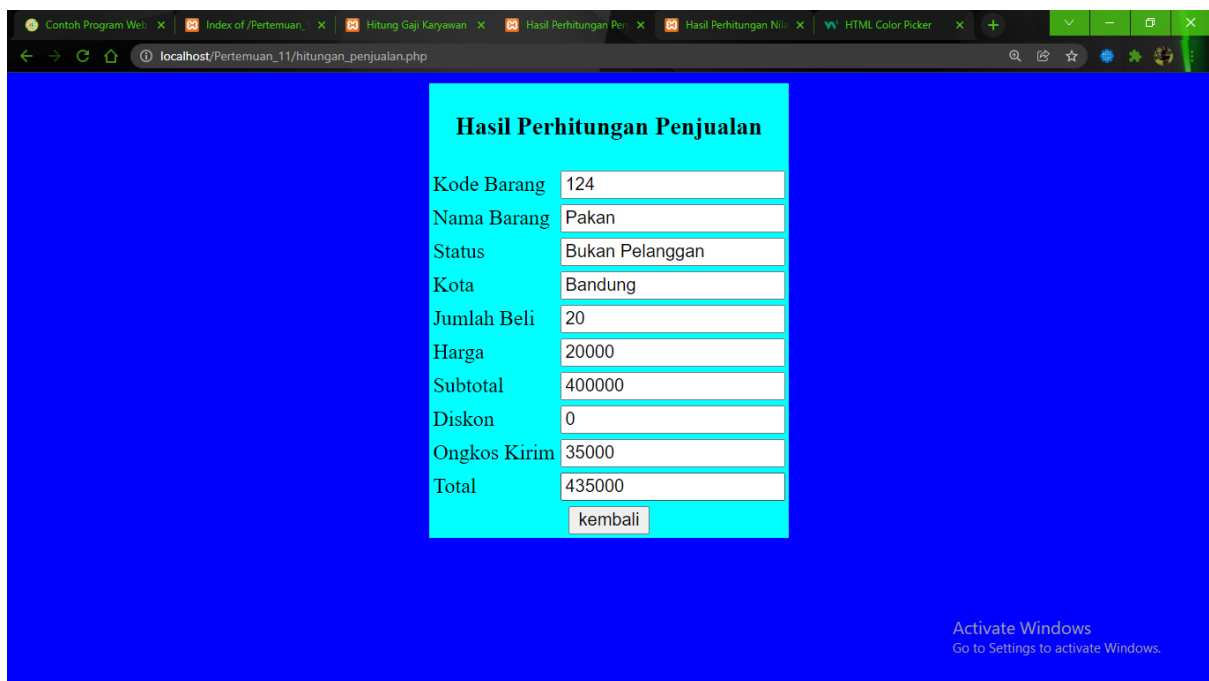 Contoh Program Web
Index of /Pertemuan_
Hitung Gaji Karyawan
Hasil Perhitungan Pen
Hasil Perhitungan Nila
HTML Color Picker
localhost/Pertemuan_11/hitungan_penjualan.php
Hasil Perhitungan Penjualan
Kode Barang 124
Nama Barang Pakan
Status Bukan Pelanggan
Kota Bandung
Jumlah Beli 20
Harga 20000
Subtotal 400000
Diskon 0
Ongkos Kirim 35000
Total 435000
kembali
Activate Windows
Go to Settings to activate Windows.